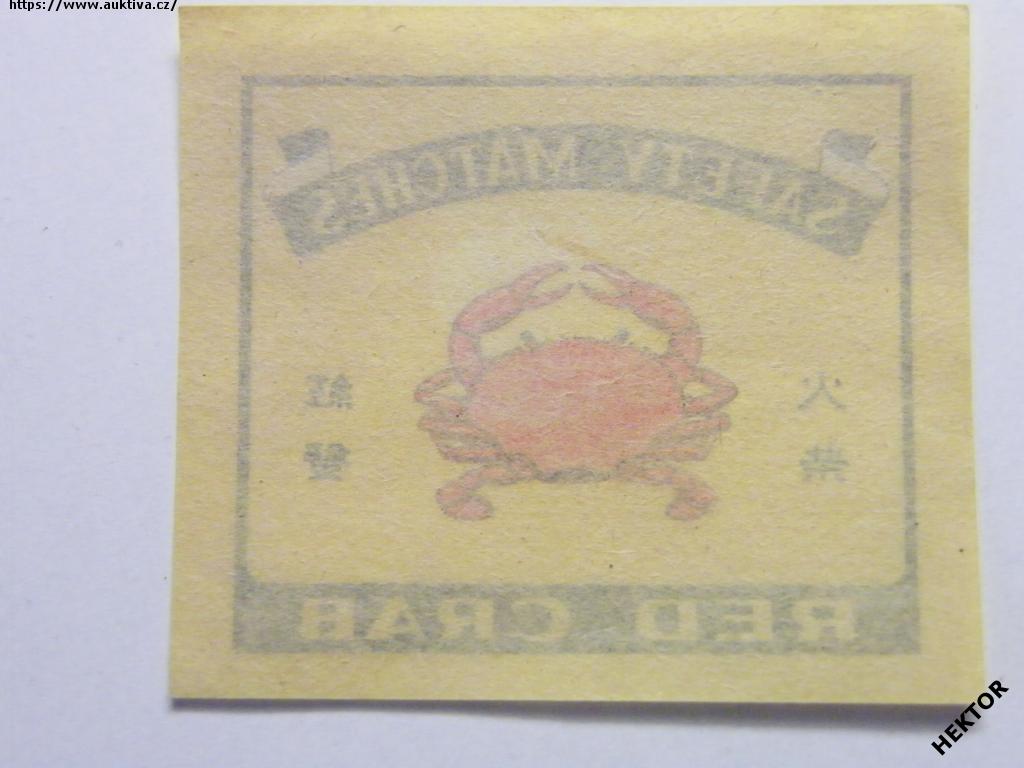 https://www.auktiva.cz/
SAFETY MATCHES
紅蟹
火柴
RED CRAB
HEKTOR